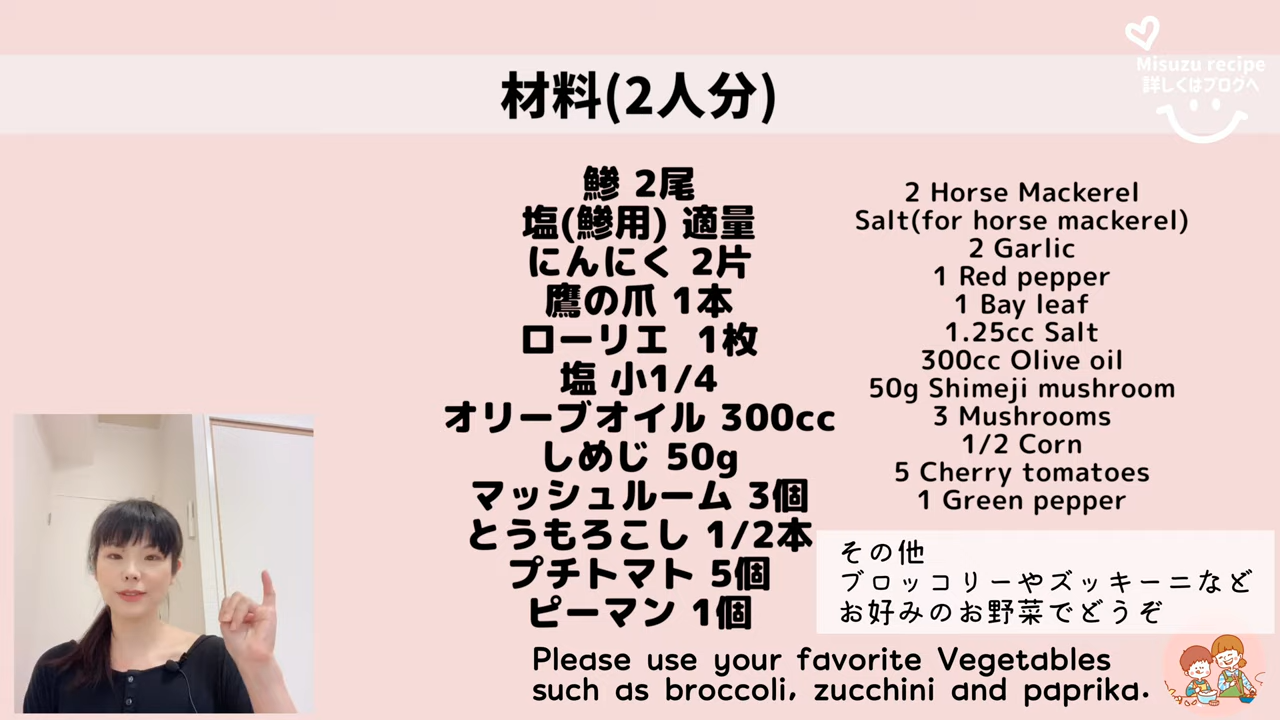 Misuzu recipe
詳しくはブログへ
材料(2人分)
鯵 2尾
塩(鯵用) 適量
にんにく 2片
鷹の爪 1本
ローリエ 1枚
塩 小1/4
オリーブオイル 300cc
しめじ 50g
マッシュルーム 3個
とうもろこし 1/2本
プチトマト 5個
ピーマン 1個
2 Horse Mackerel
Salt(for horse mackerel)
2 Garlic
1 Red pepper
1 Bay leaf
1.25cc Salt
300cc Olive oil
50g Shimeji mushroom
3 Mushrooms
1/2 Corn
5 Cherry tomatoes
1 Green pepper
その他
ブロッコリーやズッキーニなど
お好みのお野菜でどうぞ
Please use your favorite Vegetables
such as broccoli, zucchini and paprika.